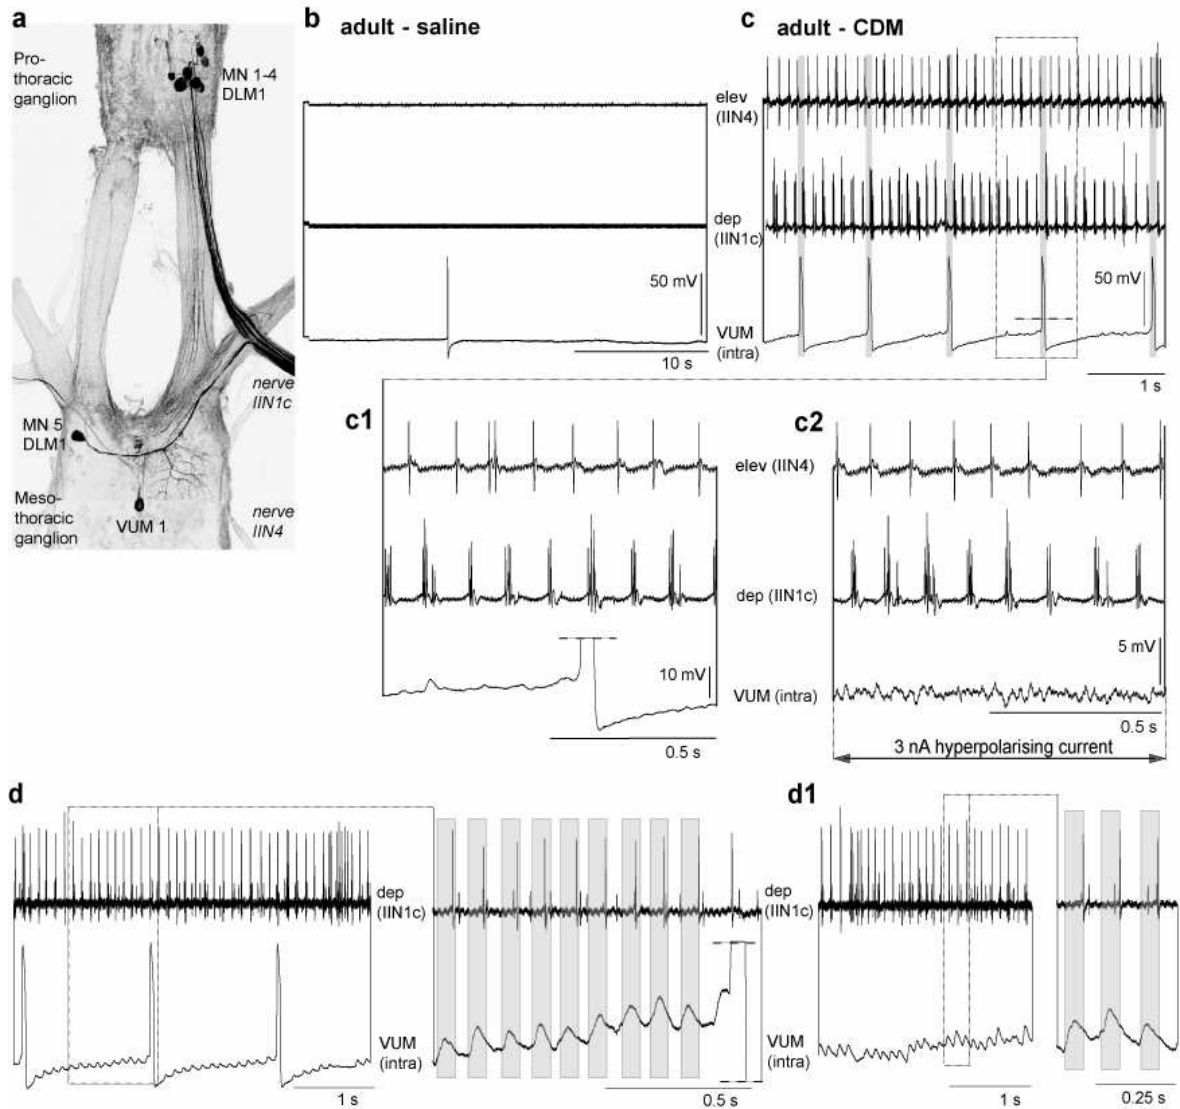 a
Pro-
thoracic
ganglion
MN 1-4
DLM1
nerve
IIN1c
MN 5
DLM1
Meso-
thoracic
ganglion
VUM 1
nerve
IIN4
b adult - saline
50 mV
10 s
c adult - CDM
elev
(IIN4)
dep
(IIN1c)
VUM
(intra)
50 mV
1 s
c1
10 mV
0.5 s
c2
elev (IIN4)
dep (IIN1c)
VUM (intra)
5 mV
0.5 s
3 nA hyperpolarising current
d
dep
(IIN1c)
VUM
(intra)
1 s
0.5 s
d1
dep
(IIN1c)
VUM
(intra)
1 s
0.25 s